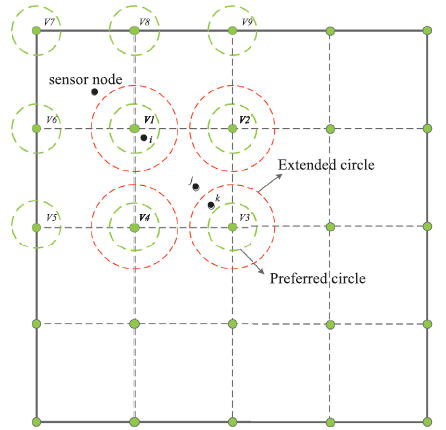 V7 V8 V9
sensor node
V6 V1 V2
i
Extended circle
j
k
V5 V4 V3
Preferred circle